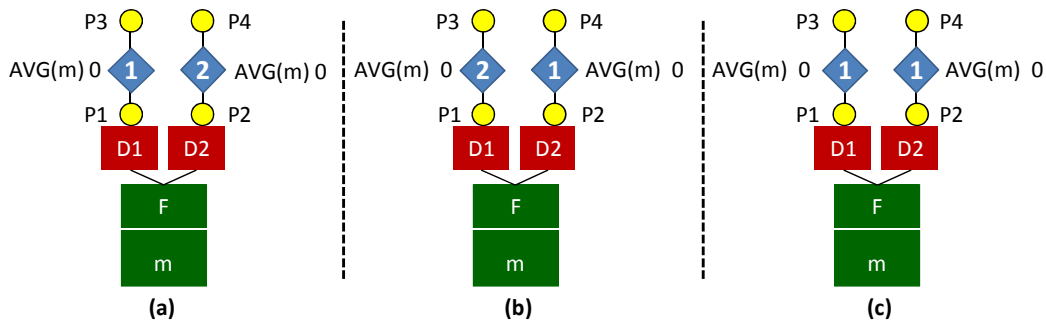 P3 P4 P3 P4 P3 P4
AVG(m) 0 1 2 AVG(m) 0 AVG(m) 0 2 1 AVG(m) 0 AVG(m) 0 1 1 AVG(m) 0
P1 P2 P1 P2 P1 P2
D1 D2 D1 D2 D1 D2
F F F
m m m
(a) (b) (c)